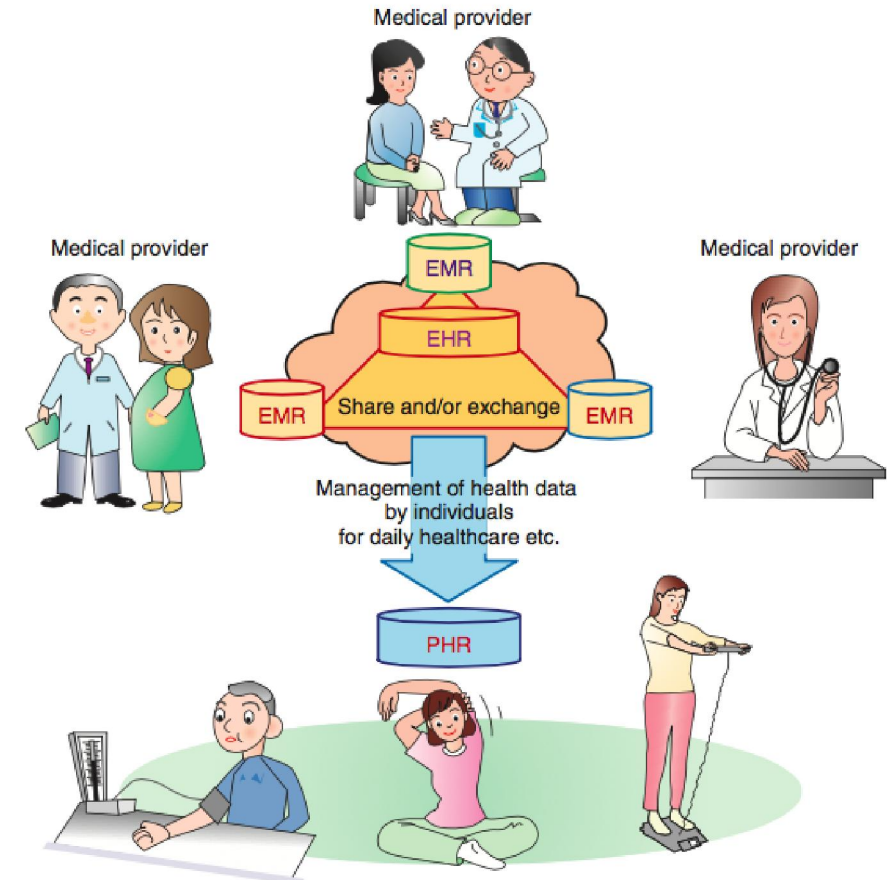 Medical provider
Medical provider
Medical provider
EMR
EHR
EMR
Share and/or exchange
EMR
Management of health data
by individuals
for daily healthcare etc.
PHR